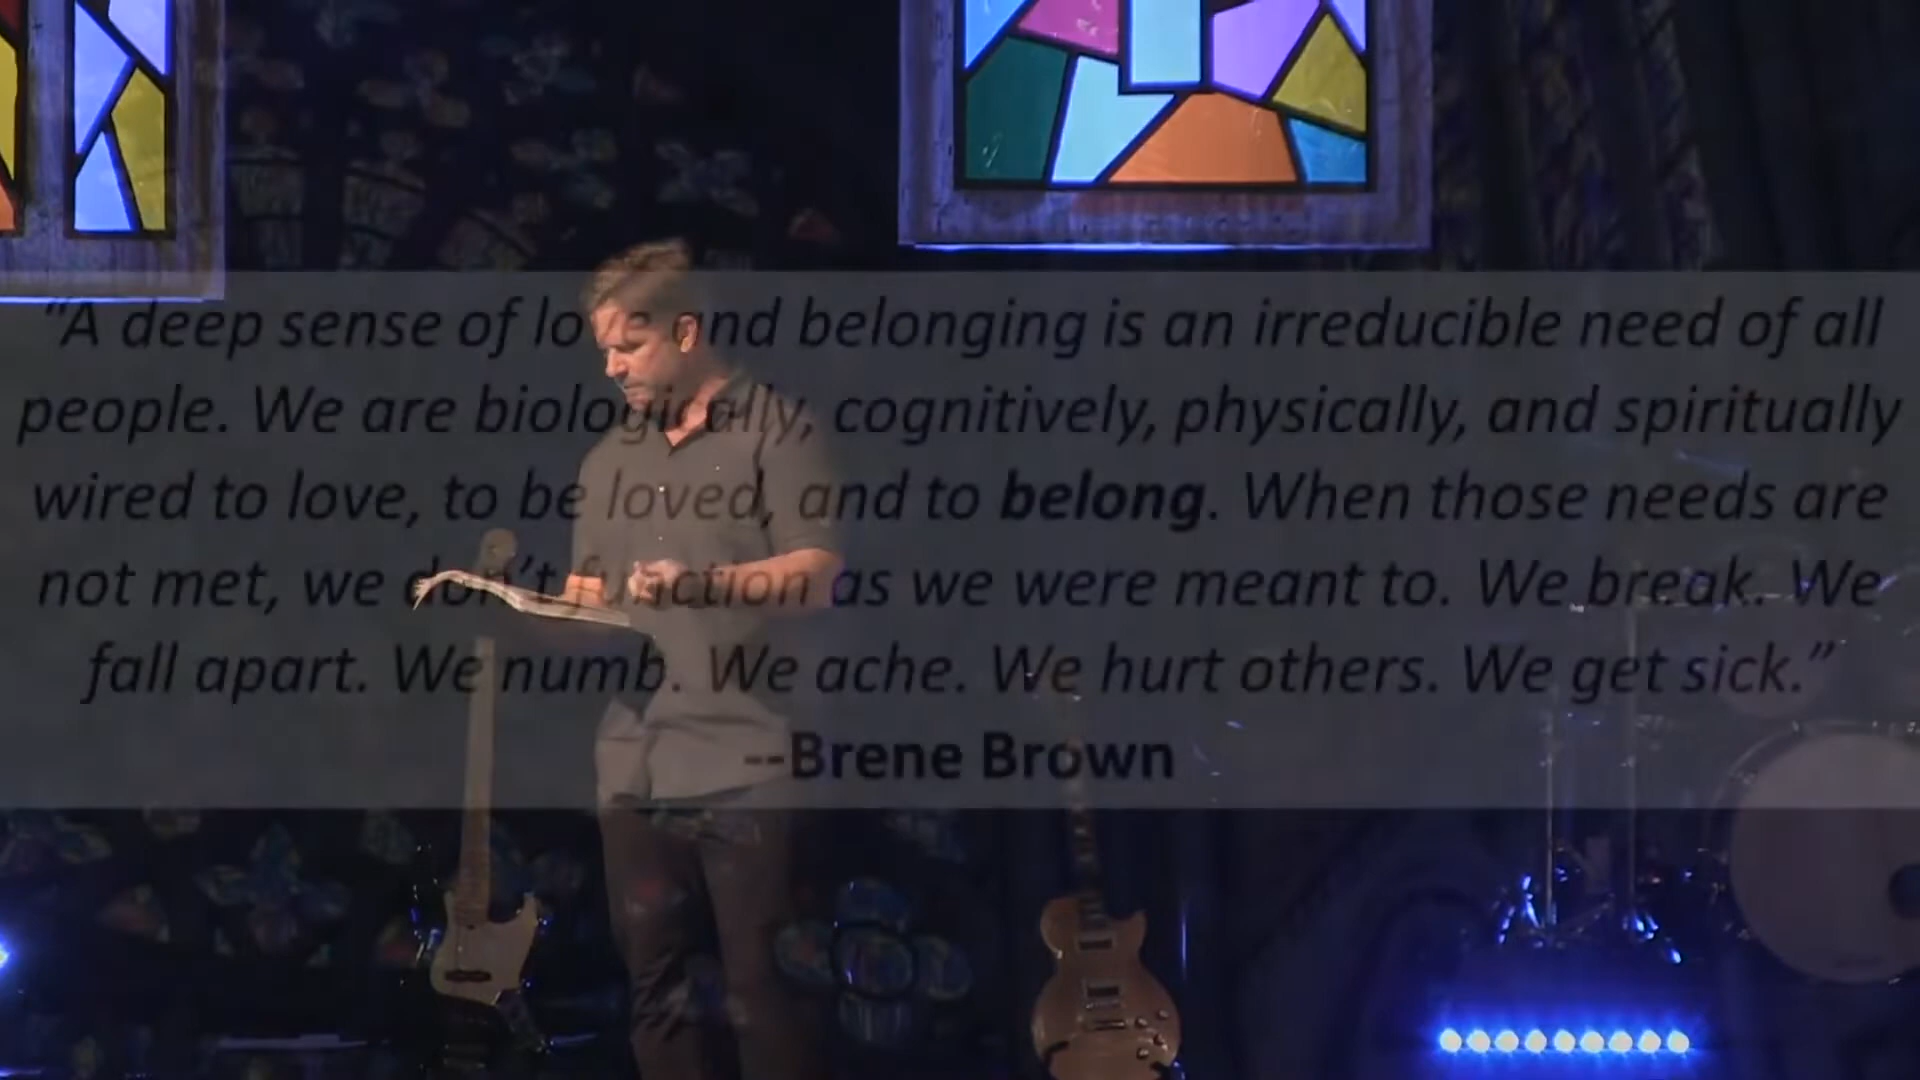 “A deep sense of love and belonging is an irreducible need of all
people. We are biologically, cognitively, physically, and spiritually
wired to love, to be loved, and to belong. When those needs are
not met, we don’t function as we were meant to. We break. We
fall apart. We numb. We ache. We hurt others. We get sick.”
--Brene Brown